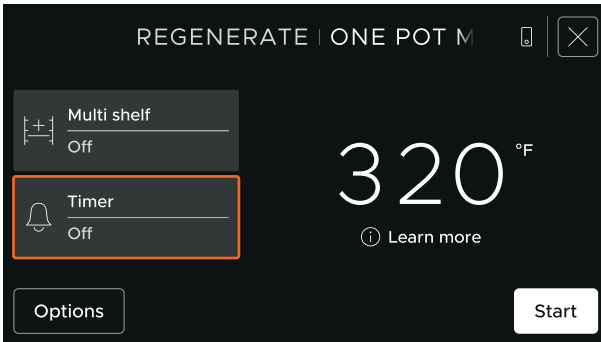 REGENERATE | ONE POT M
Multi shelf
Off
320 °F
Timer
Off
Learn more
Options
Start